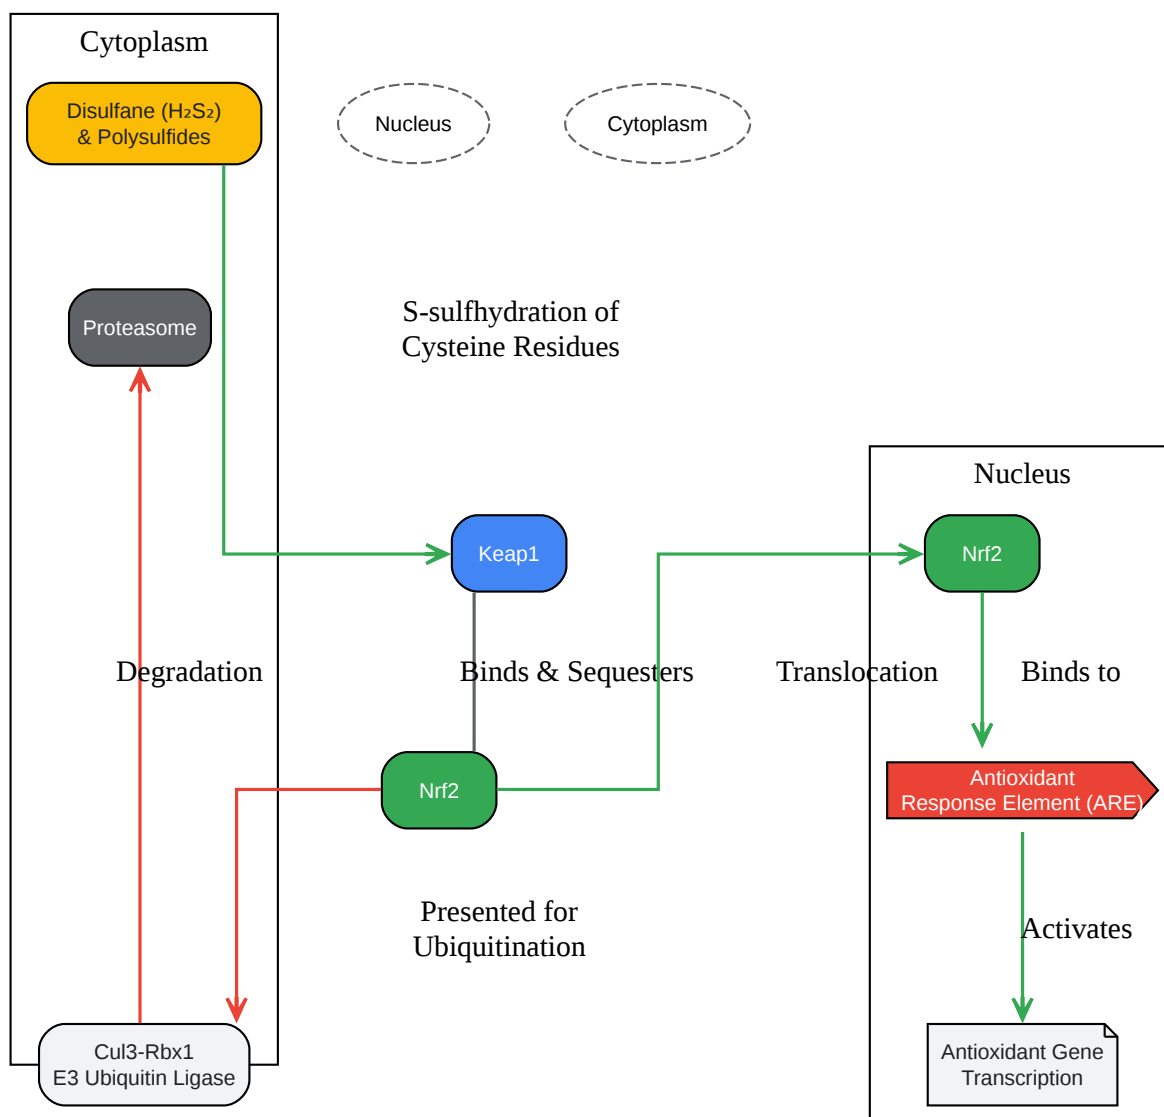 Cytoplasm
Disulfane (H₂S₂)
& Polysulfides
Nucleus
Cytoplasm
Proteasome
S-sulfhydration of
Cysteine Residues
Nucleus
Keap1
Nrf2
Degradation
Binds & Sequesters
Translocation
Binds to
Nrf2
Antioxidant
Response Element (ARE)
Presented for
Ubiquitination
Activates
Cul3-Rbx1
E3 Ubiquitin Ligase
Antioxidant Gene
Transcription